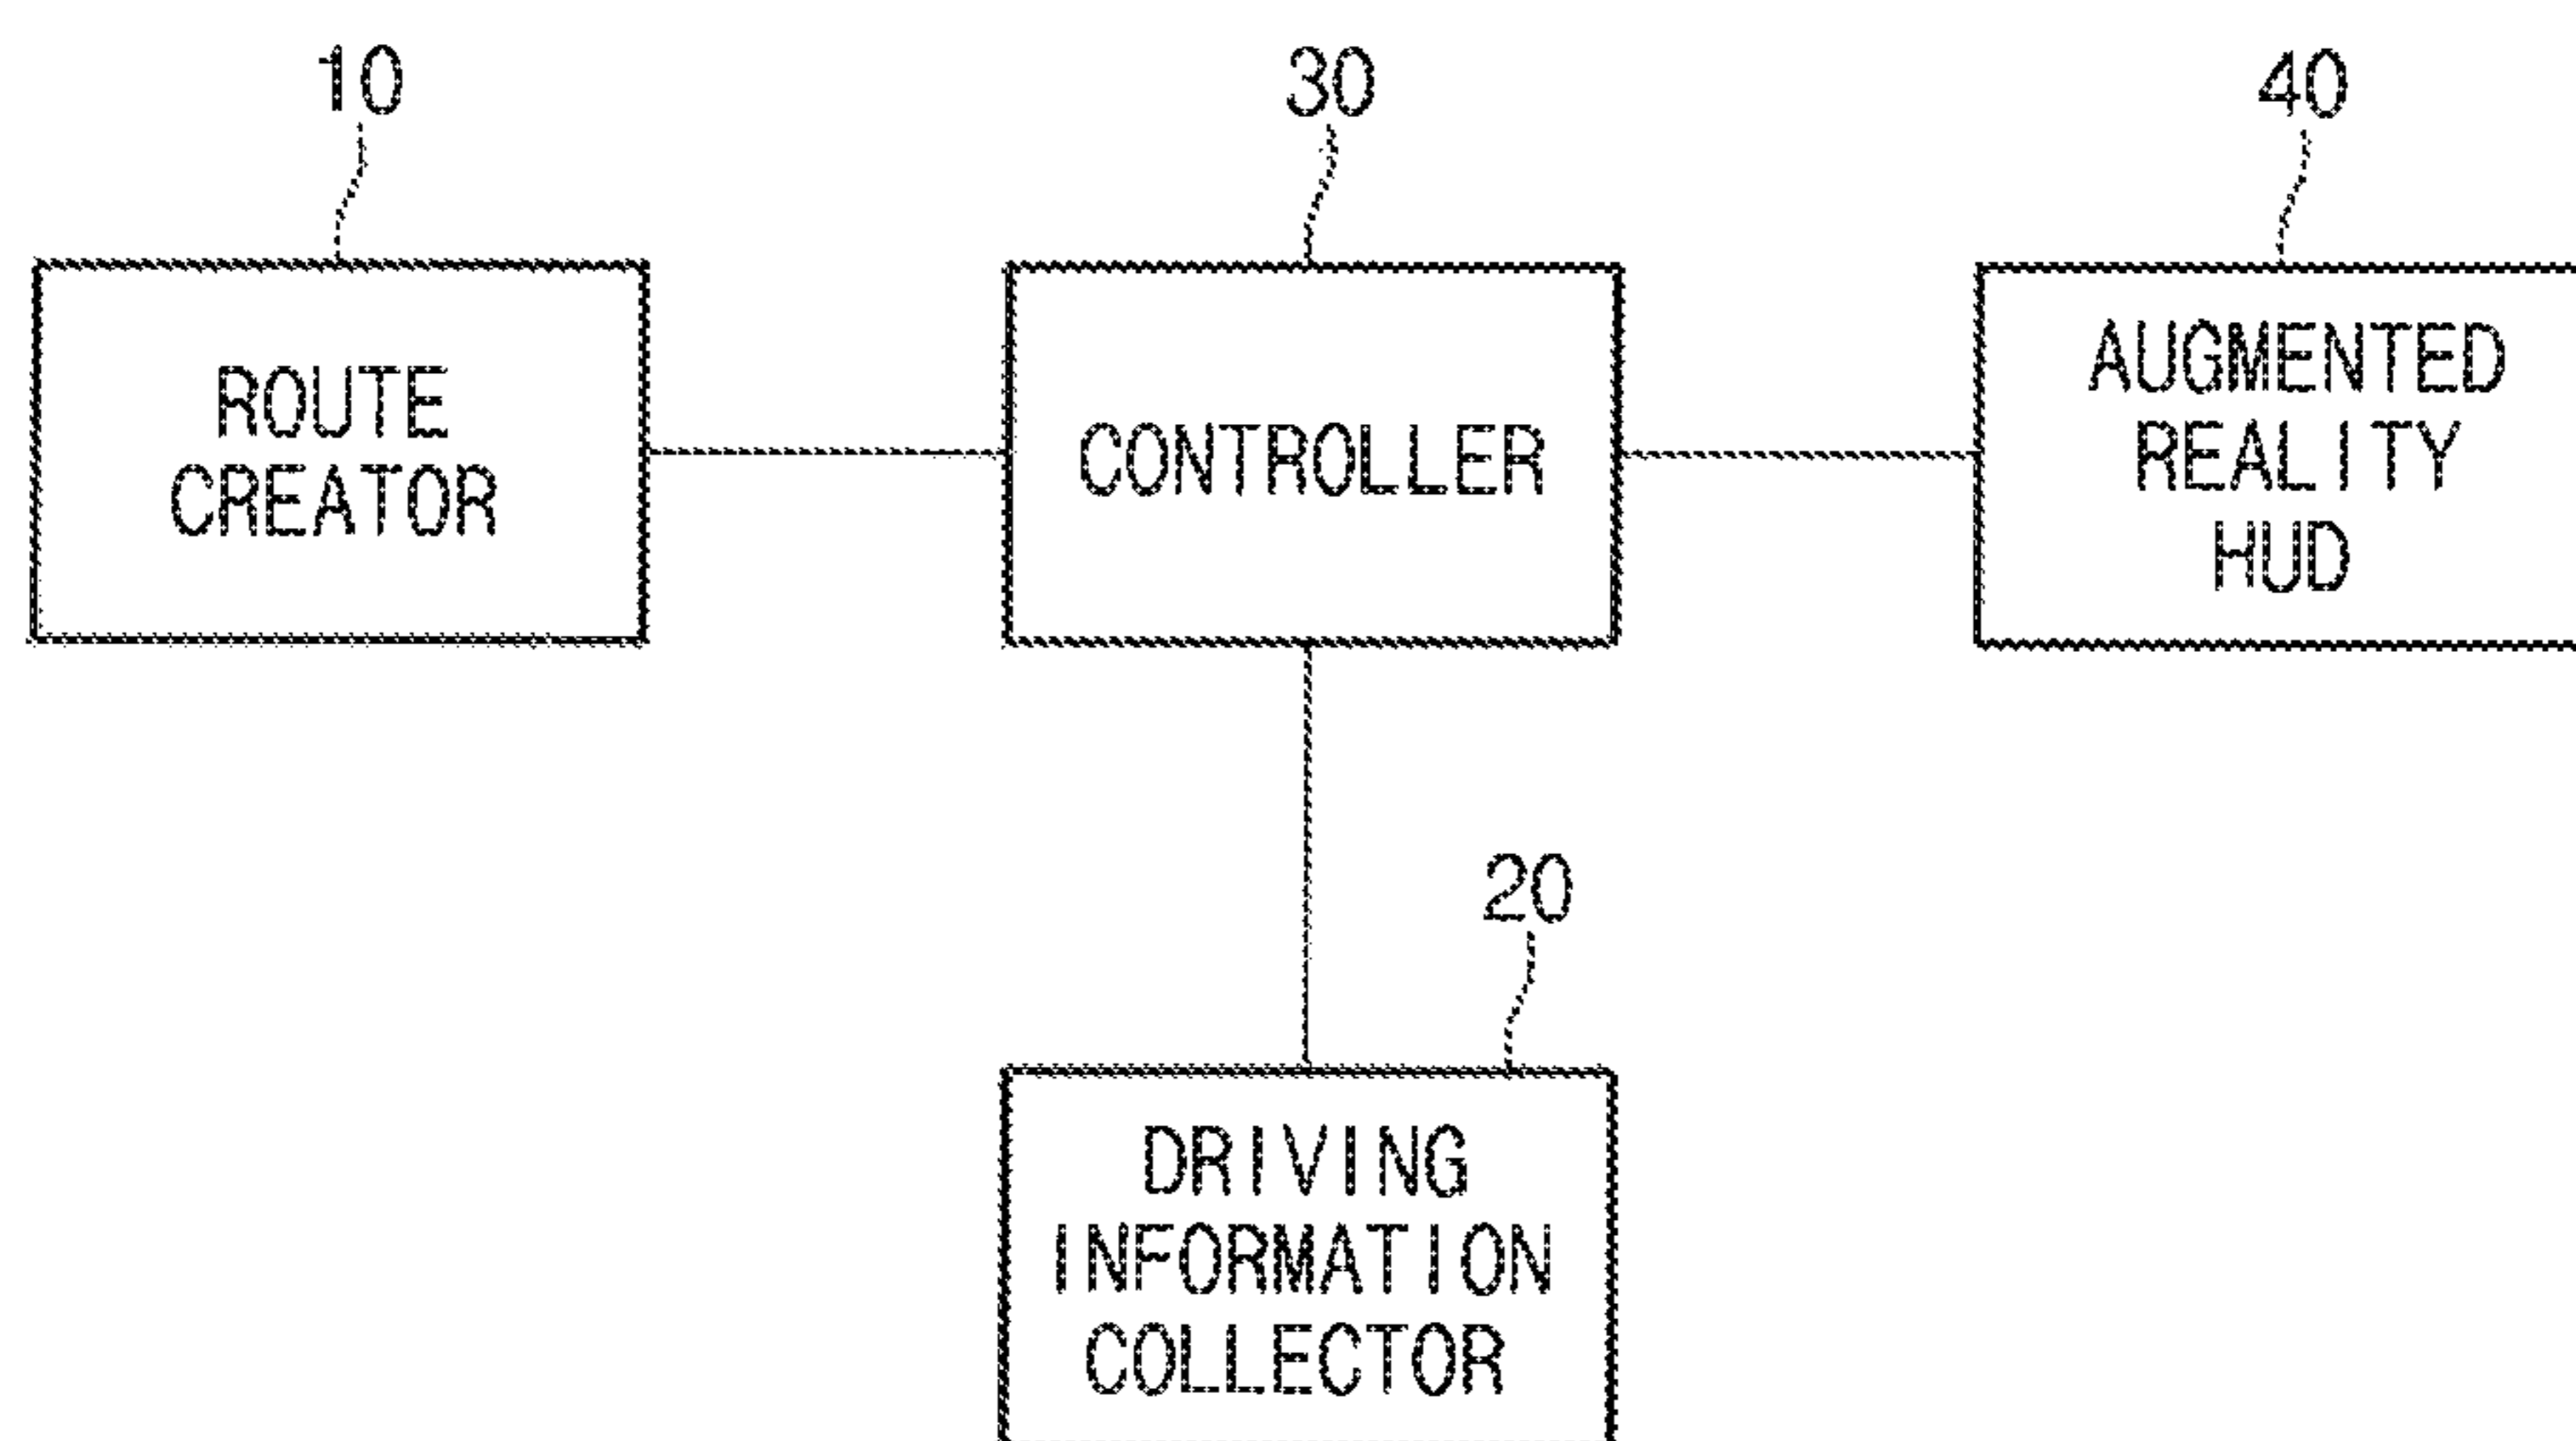 10
30
40
ROUTE
CREATOR
CONTROLLER
AUGMENTED
REALITY
HUD
20
DRIVING
INFORMATION
COLLECTOR